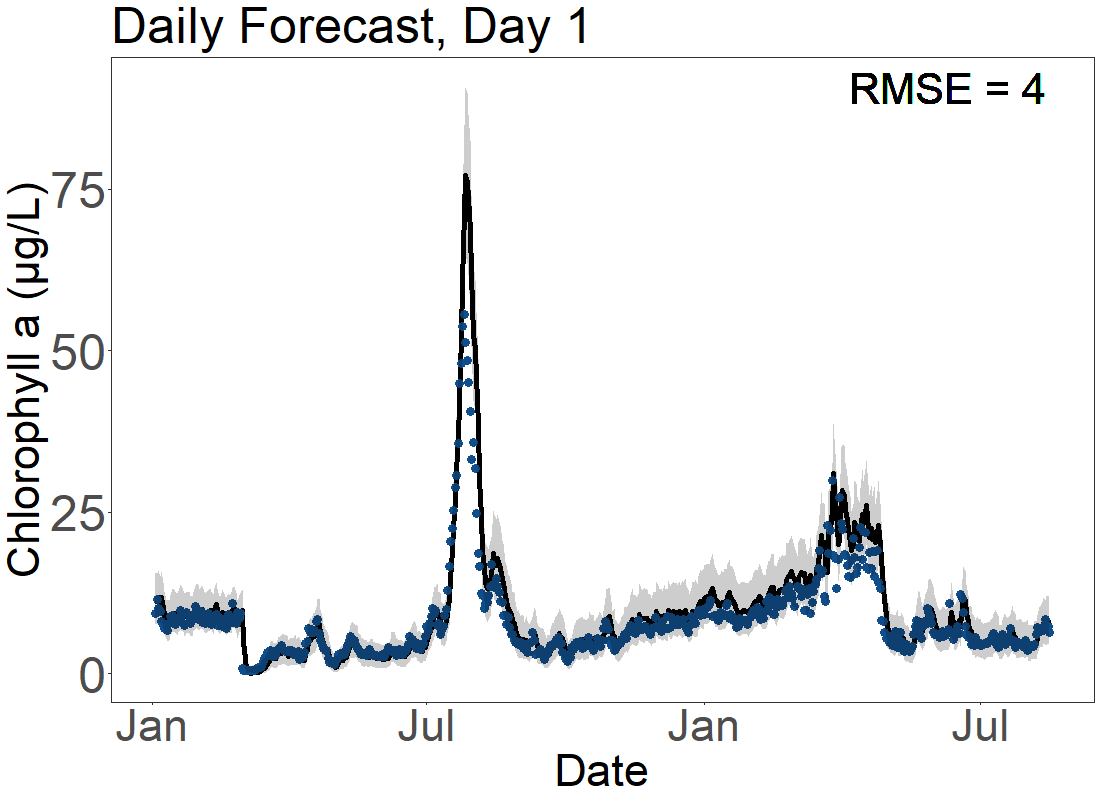 Daily Forecast, Day 1
RMSE = 4
Chlorophyll a (µg/L)
75
50
25
0
Jan
Jul
Jan
Jul
Date